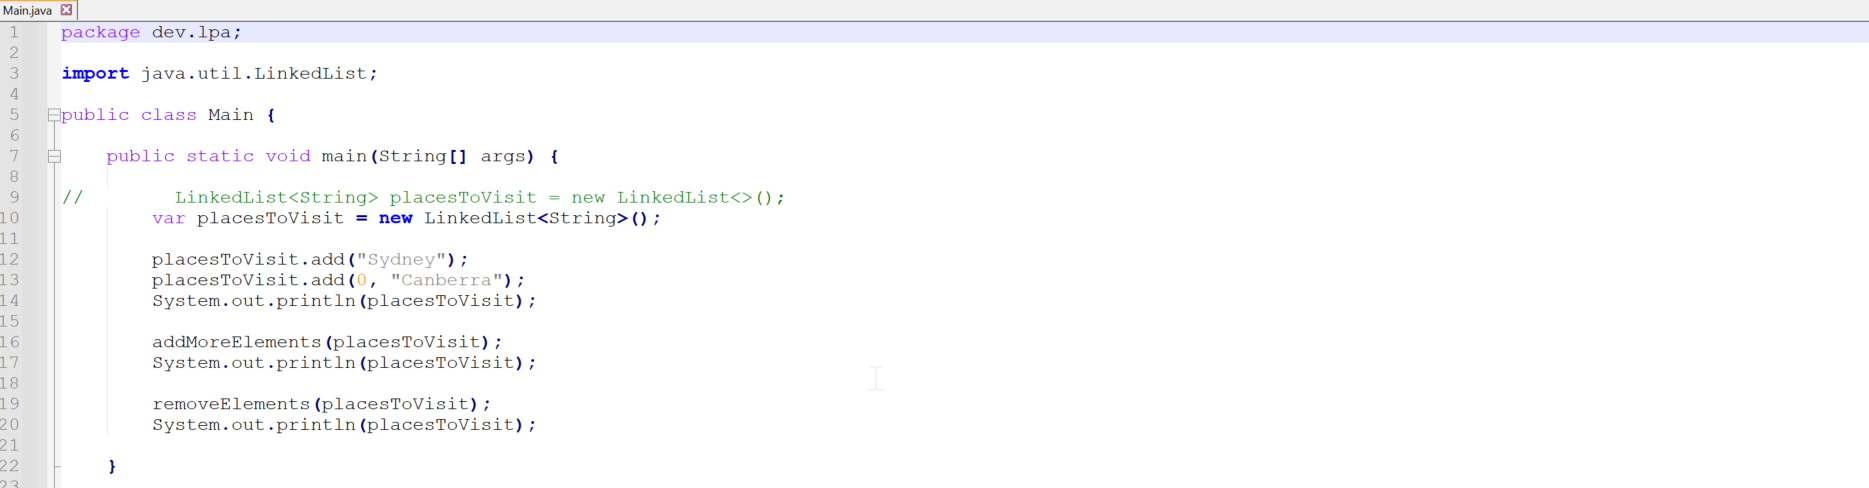 Main.java
1 package dev.lpa;
2
3 import java.util.LinkedList;
4
5 public class Main {
6
7     public static void main(String[] args) {
8
9 //        LinkedList<String> placesToVisit = new LinkedList<>();
10         var placesToVisit = new LinkedList<String>();
11
12         placesToVisit.add("Sydney");
13         placesToVisit.add(0, "Canberra");
14         System.out.println(placesToVisit);
15
16         addMoreElements(placesToVisit);
17         System.out.println(placesToVisit);
18
19         removeElements(placesToVisit);
20         System.out.println(placesToVisit);
21
22     }
23